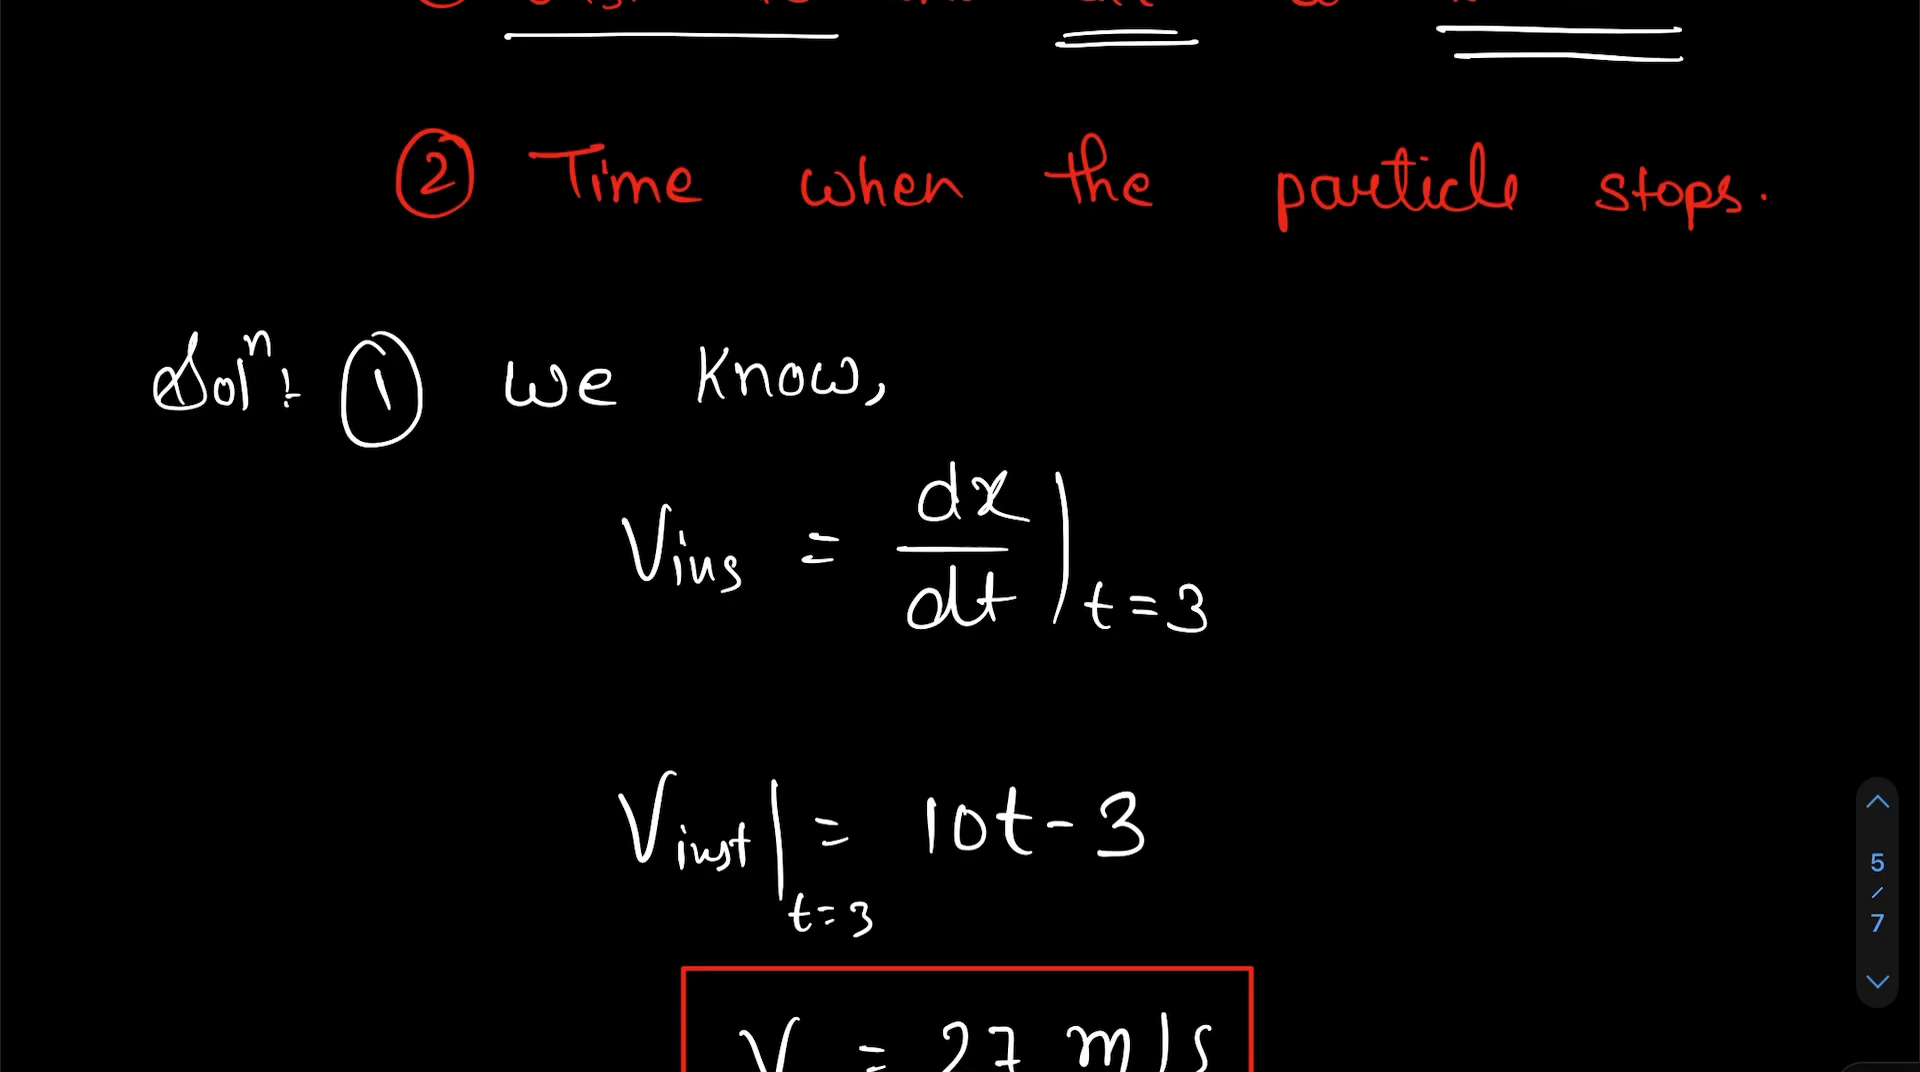 ② Time when the particle stops.
Solⁿ: ① we know,
Vins = dx/dt |t=3
Vinst |t=3 = 10t - 3
V = 27 m/s
5
/
7